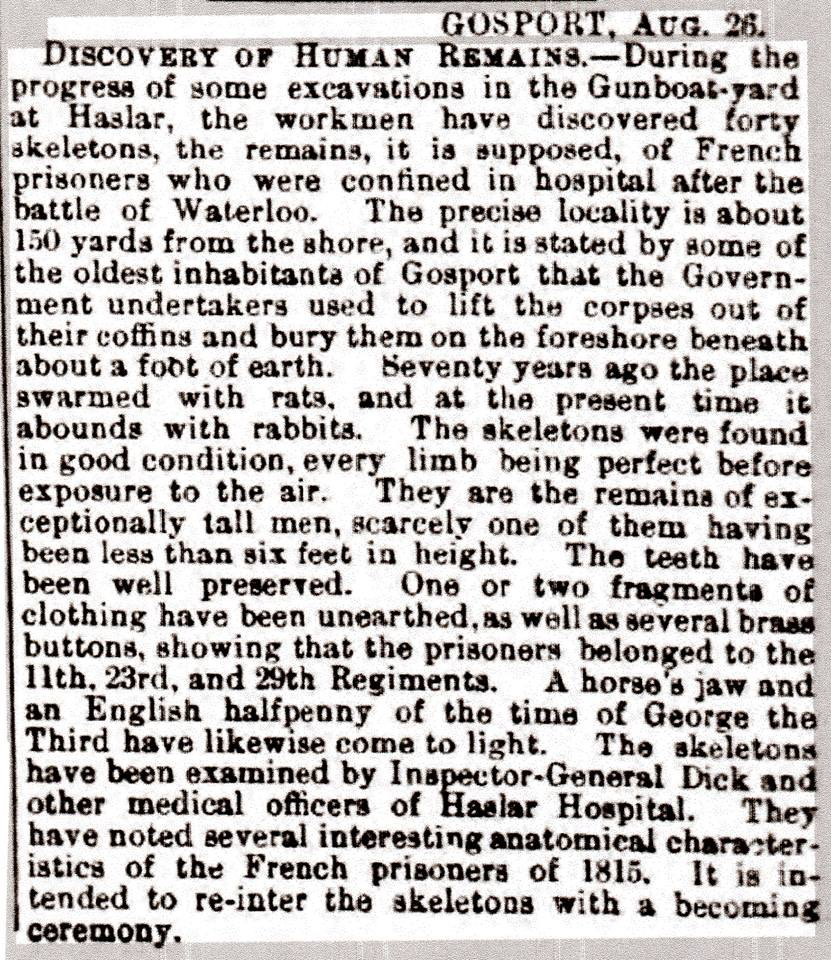 GOSPORT, AUG. 26.
DISCOVERY OF HUMAN REMAINS.—During the
progress of some excavations in the Gunboat-yard
at Haslar, the workmen have discovered forty
skeletons, the remains, it is supposed, of French
prisoners who were confined in hospital after the
battle of Waterloo. The precise locality is about
150 yards from the shore, and it is stated by some of
the oldest inhabitants of Gosport that the Govern-
ment undertakers used to lift the corpses out of
their coffins and bury them on the foreshore beneath
about a foot of earth. Seventy years ago the place
swarmed with rats, and at the present time it
abounds with rabbits. The skeletons were found
in good condition, every limb being perfect before
exposure to the air. They are the remains of ex-
ceptionally tall men, scarcely one of them having
been less than six feet in height. The teeth have
been well preserved. One or two fragments of
clothing have been unearthed, as well as several brass
buttons, showing that the prisoners belonged to the
11th, 23rd, and 29th Regiments. A horse's jaw and
an English halfpenny of the time of George the
Third have likewise come to light. The skeletons
have been examined by Inspector-General Dick and
other medical officers of Haslar Hospital. They
have noted several interesting anatomical character-
istics of the French prisoners of 1815. It is in-
tended to re-inter the skeletons with a becoming
ceremony.